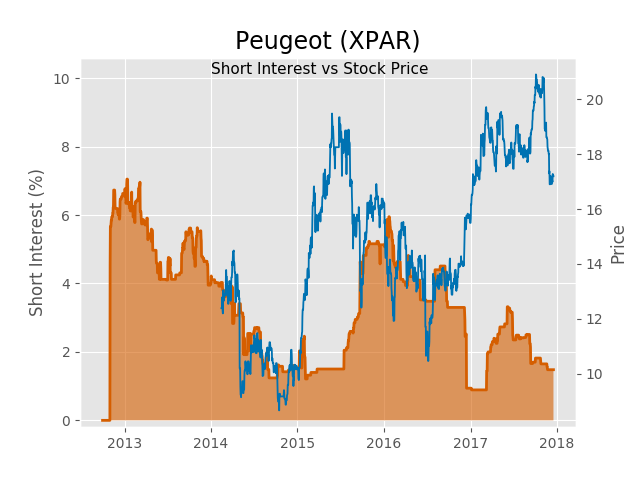 Peugeot (XPAR)
Short Interest vs Stock Price
10
8
6
4
2
0
Short Interest (%)
20
18
16
14
12
10
Price
2013 2014 2015 2016 2017 2018